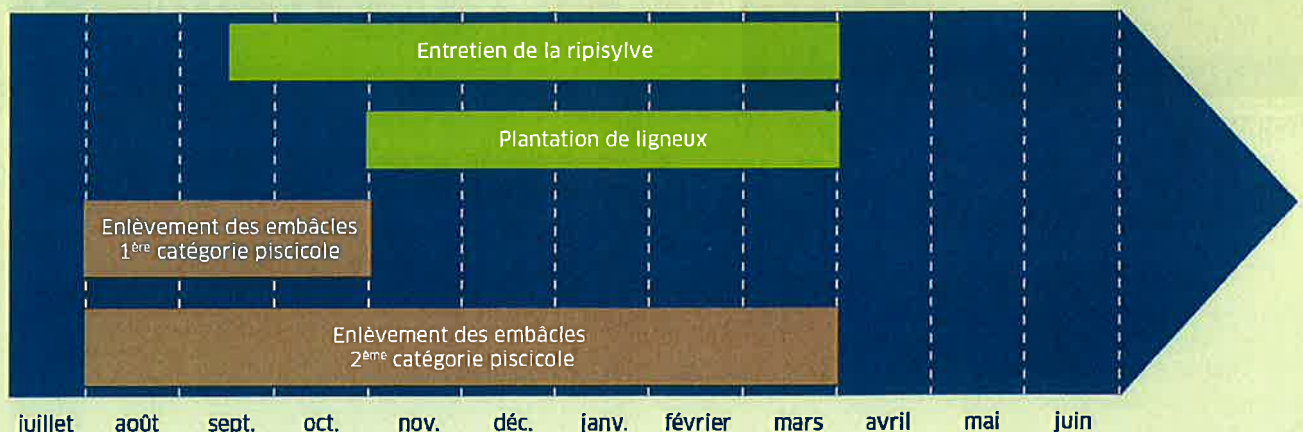 Entretien de la ripisylve
Plantation de ligneux
Enlèvement des embâcles
1ère catégorie piscicole
Enlèvement des embâcles
2ème catégorie piscicole
juillet août sept. oct. nov. déc. janv. février mars avril mai juin